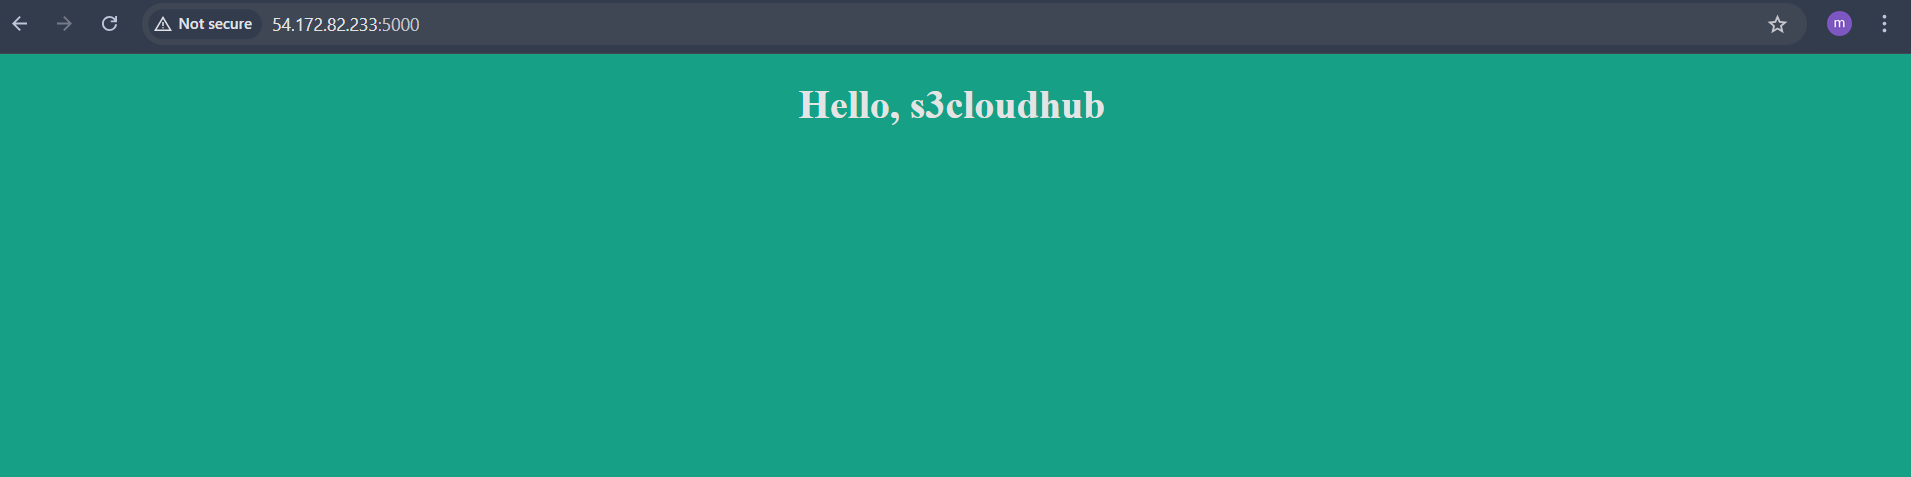 Not secure 54.172.82.233:5000 m
Hello, s3cloudhub